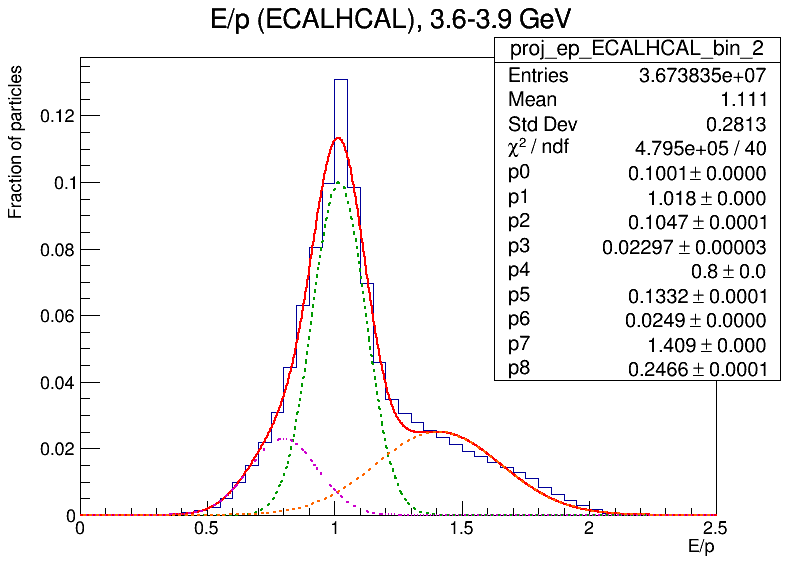 E/p (ECALHCAL), 3.6-3.9 GeV
proj_ep_ECALHCAL_bin_2
Entries 3.673835e+07
Mean 1.111
Std Dev 0.2813
χ² / ndf 4.795e+05 / 40
p0 0.1001 ± 0.0000
p1 1.018 ± 0.000
p2 0.1047 ± 0.0001
p3 0.02297 ± 0.00003
p4 0.8 ± 0.0
p5 0.1332 ± 0.0001
p6 0.0249 ± 0.0000
p7 1.409 ± 0.000
p8 0.2466 ± 0.0001
Fraction of particles
0.12
0.1
0.08
0.06
0.04
0.02
0
0 0.5 1 1.5 2 2.5
E/p